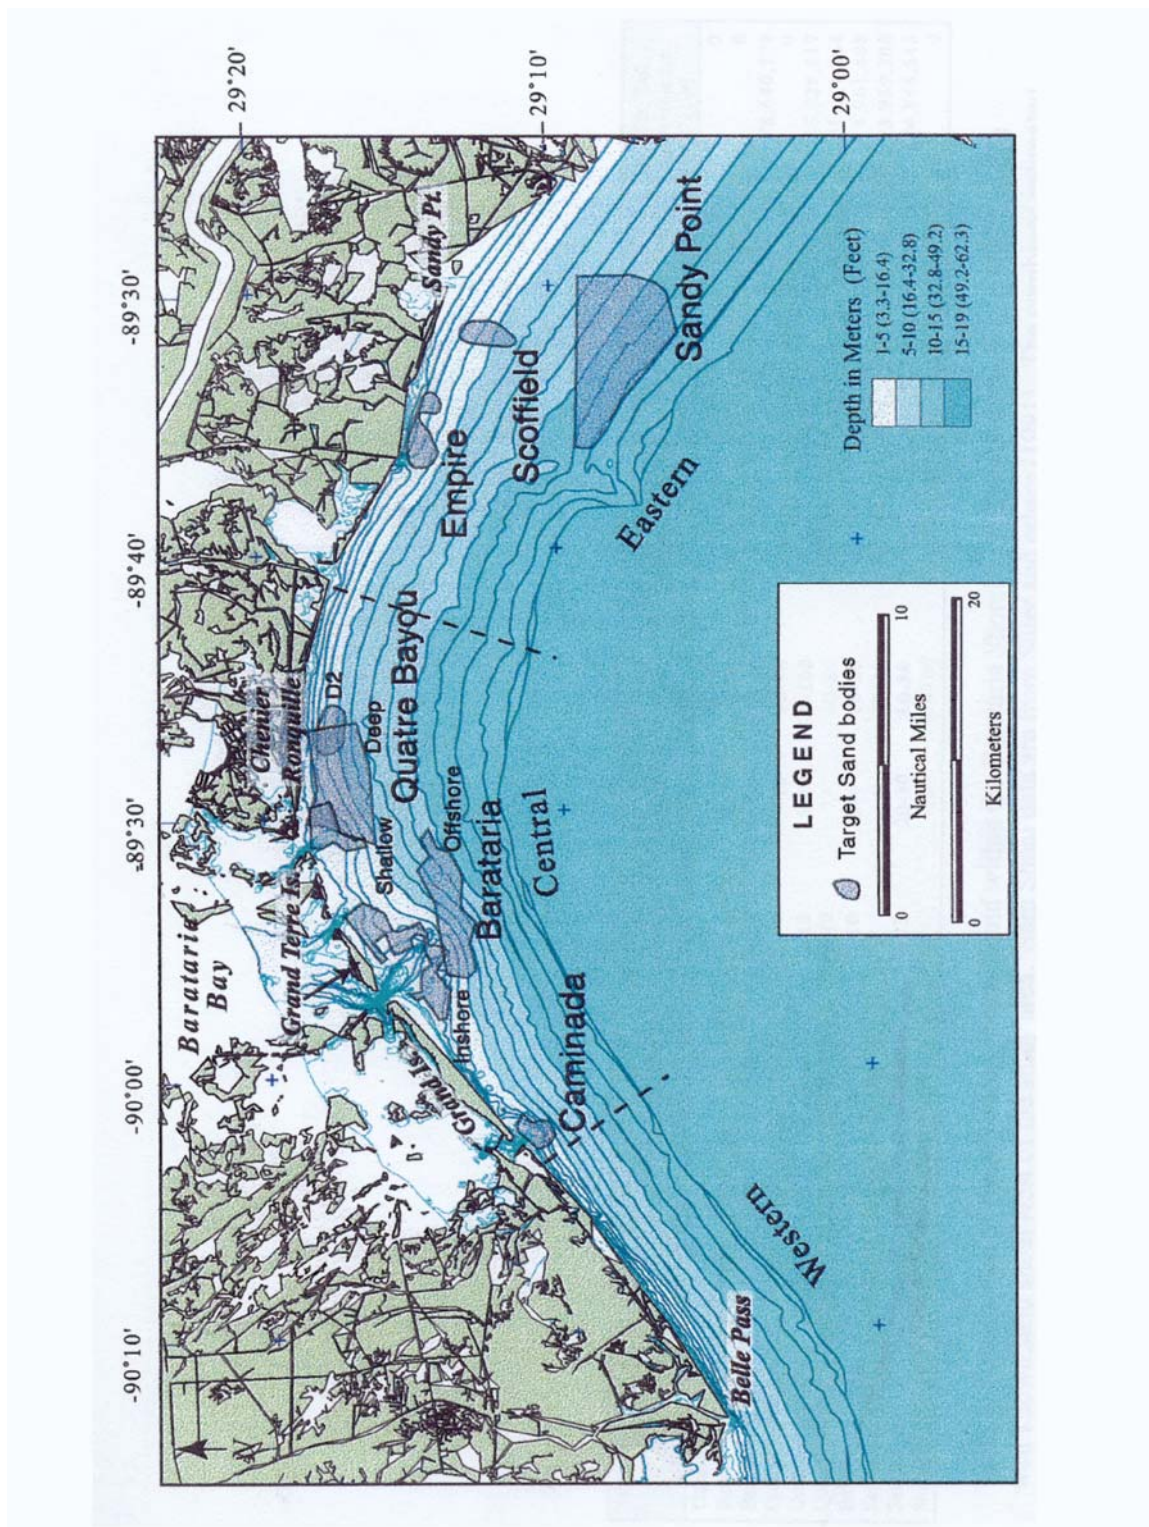 -90°10'
-90°00'
-89°30'
-89°40'
-89°30'
29°20'
29°10'
29°00'
Barataria
Bay
Grand Terre Is.
Chenier
Ronquille
Sandy Pt.
Grand Is.
Belle Pass
D2
Deep
Shallow
Quatre Bayou
Offshore
Inshore
Barataria
Caminada
Empire
Scoffield
Sandy Point
Western
Central
Eastern
LEGEND
Target Sand bodies
0 10
Nautical Miles
0 20
Kilometers
Depth in Meters (Feet)
1-5 (3.3-16.4)
5-10 (16.4-32.8)
10-15 (32.8-49.2)
15-19 (49.2-62.3)